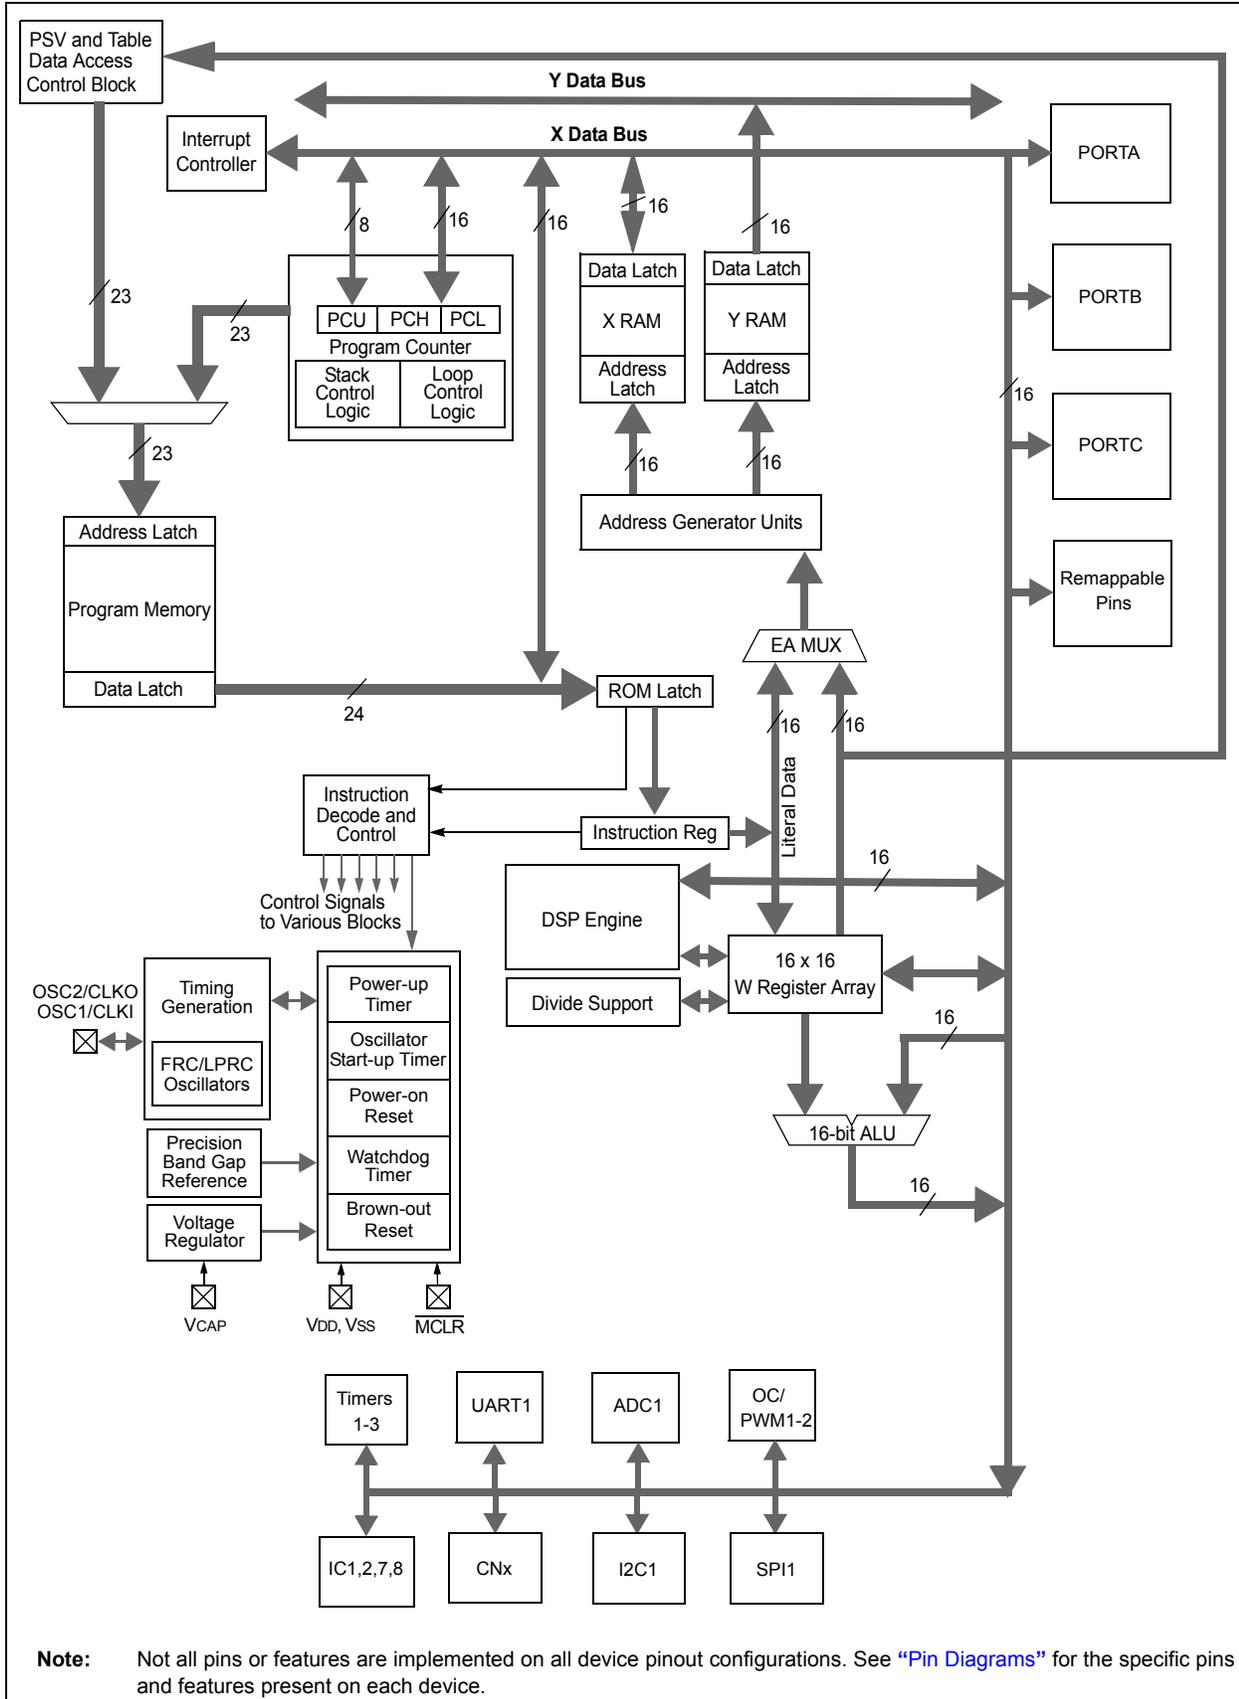 PSV and Table
Data Access
Control Block
Y Data Bus
Interrupt
Controller
X Data Bus
PORTA
8
16
16
16
16
Data Latch
X RAM
Address
Latch
Data Latch
Y RAM
Address
Latch
23
23
PCU
PCH
PCL
Program Counter
Stack
Control
Logic
Loop
Control
Logic
PORTB
16
PORTC
23
16
16
Address Latch
Program Memory
Data Latch
Address Generator Units
Remappable
Pins
EA MUX
24
ROM Latch
16
16
Literal Data
Instruction
Decode and
Control
Instruction Reg
Control Signals
to Various Blocks
16
DSP Engine
16 x 16
W Register Array
Divide Support
OSC2/CLKO
OSC1/CLKI
Timing
Generation
FRC/LPRC
Oscillators
Power-up
Timer
Oscillator
Start-up Timer
Power-on
Reset
Watchdog
Timer
Brown-out
Reset
16
16-bit ALU
16
Precision
Band Gap
Reference
Voltage
Regulator
VCAP
VDD, VSS
MCLR
Timers
1-3
UART1
ADC1
OC/
PWM1-2
IC1,2,7,8
CNx
I2C1
SPI1
Note: Not all pins or features are implemented on all device pinout configurations. See “Pin Diagrams” for the specific pins
and features present on each device.